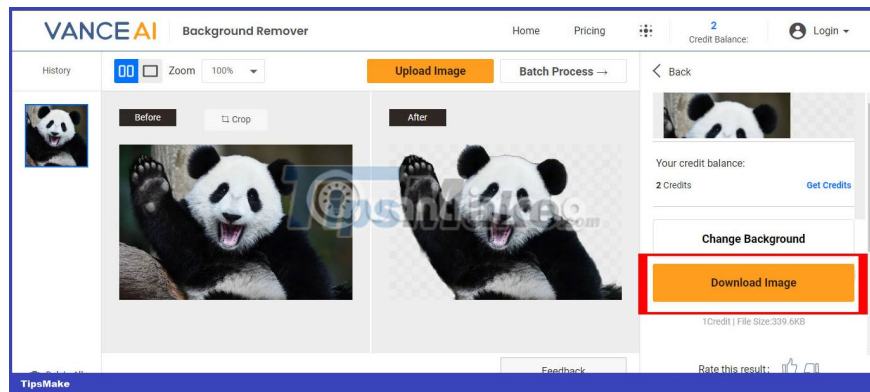 VANCE AI
Background Remover
Home
Pricing
2
Credit Balance:
Login
History
Zoom
100%
Upload Image
Batch Process →
Back
Before
Crop
After
Your credit balance:
2 Credits
Get Credits
Change Background
Download Image
1Credit | File Size:339.6KB
Feedback
Rate this result:
TipsMake